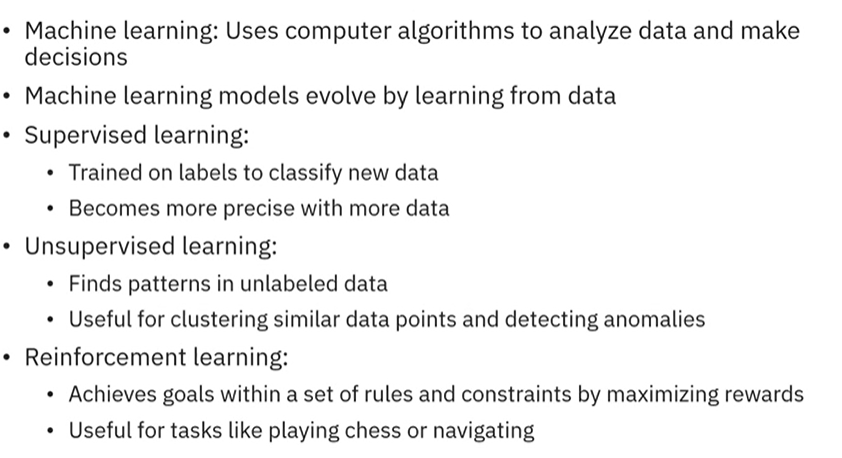 • Machine learning: Uses computer algorithms to analyze data and make
decisions
• Machine learning models evolve by learning from data
• Supervised learning:
• Trained on labels to classify new data
• Becomes more precise with more data
• Unsupervised learning:
• Finds patterns in unlabeled data
• Useful for clustering similar data points and detecting anomalies
• Reinforcement learning:
• Achieves goals within a set of rules and constraints by maximizing rewards
• Useful for tasks like playing chess or navigating